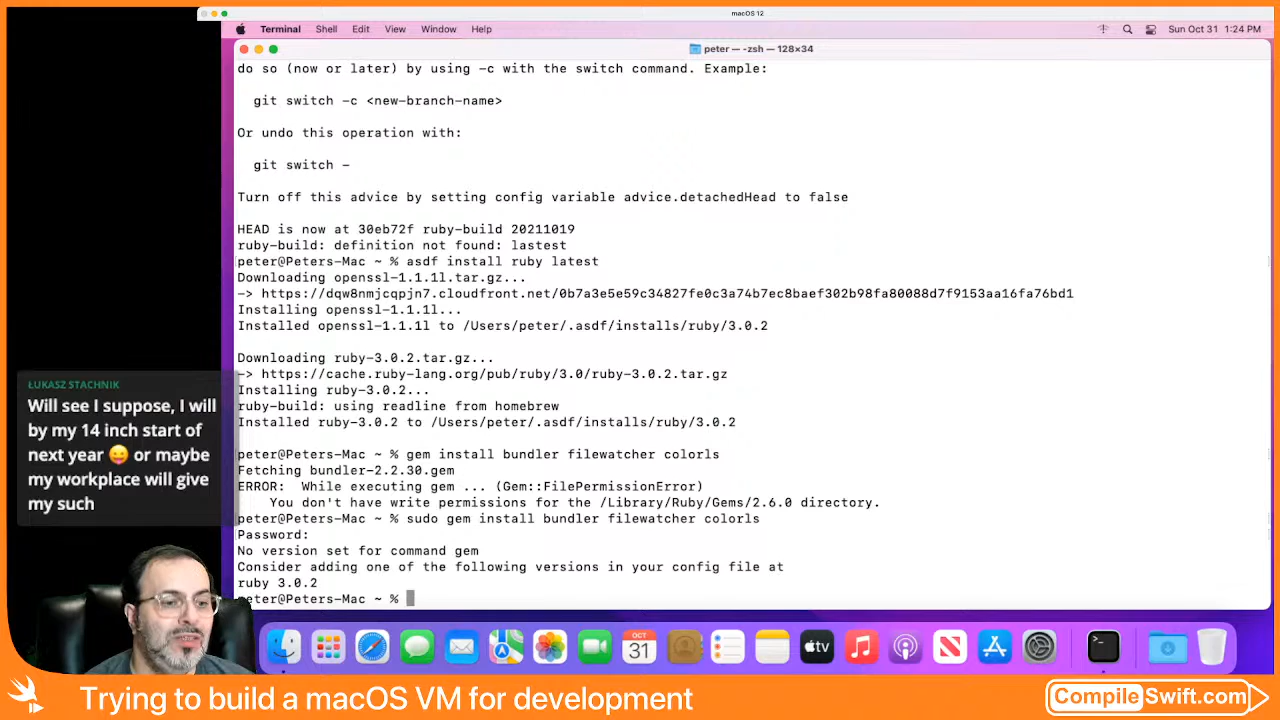 macOS 12
Terminal Shell Edit View Window Help
Sun Oct 31 1:24 PM
peter — -zsh — 128×34
do so (now or later) by using -c with the switch command. Example:
git switch -c <new-branch-name>
Or undo this operation with:
git switch -
Turn off this advice by setting config variable advice.detachedHead to false
HEAD is now at 30eb72f ruby-build 20211019
ruby-build: definition not found: lastest
peter@Peters-Mac ~ % asdf install ruby latest
Downloading openssl-1.1.1l.tar.gz...
-> https://dqw8nmjcqpjn7.cloudfront.net/0b7a3e5e59c34827fe0c3a74b7ec8baef302b98fa80088d7f9153aa16fa76bd1
Installing openssl-1.1.1l...
Installed openssl-1.1.1l to /Users/peter/.asdf/installs/ruby/3.0.2
Downloading ruby-3.0.2.tar.gz...
-> https://cache.ruby-lang.org/pub/ruby/3.0/ruby-3.0.2.tar.gz
Installing ruby-3.0.2...
ruby-build: using readline from homebrew
Installed ruby-3.0.2 to /Users/peter/.asdf/installs/ruby/3.0.2
peter@Peters-Mac ~ % gem install bundler filewatcher colorls
Fetching bundler-2.2.30.gem
ERROR:  While executing gem ... (Gem::FilePermissionError)
You don't have write permissions for the /Library/Ruby/Gems/2.6.0 directory.
peter@Peters-Mac ~ % sudo gem install bundler filewatcher colorls
Password:
No version set for command gem
Consider adding one of the following versions in your config file at
ruby 3.0.2
peter@Peters-Mac ~ %
ŁUKASZ STACHNIK
Will see I suppose, I will
by my 14 inch start of
next year 😛 or maybe
my workplace will give
my such
OCT
31
tv
Trying to build a macOS VM for development
CompileSwift.com